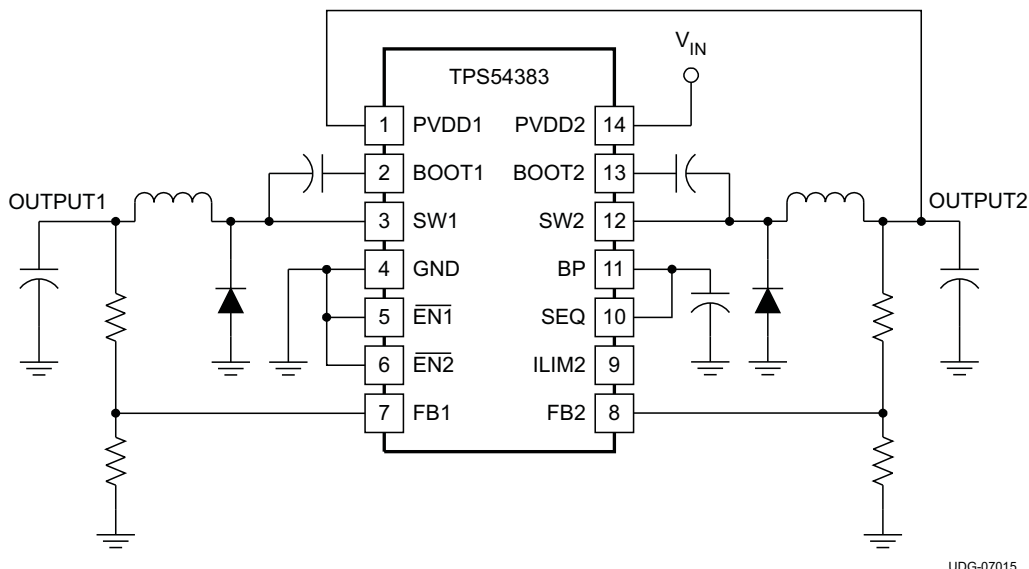 V_IN
TPS54383
1 PVDD1 PVDD2 14
2 BOOT1 BOOT2 13
OUTPUT1 OUTPUT2
3 SW1 SW2 12
4 GND BP 11
5 EN1 SEQ 10
6 EN2 ILIM2 9
7 FB1 FB2 8
UDG-07015